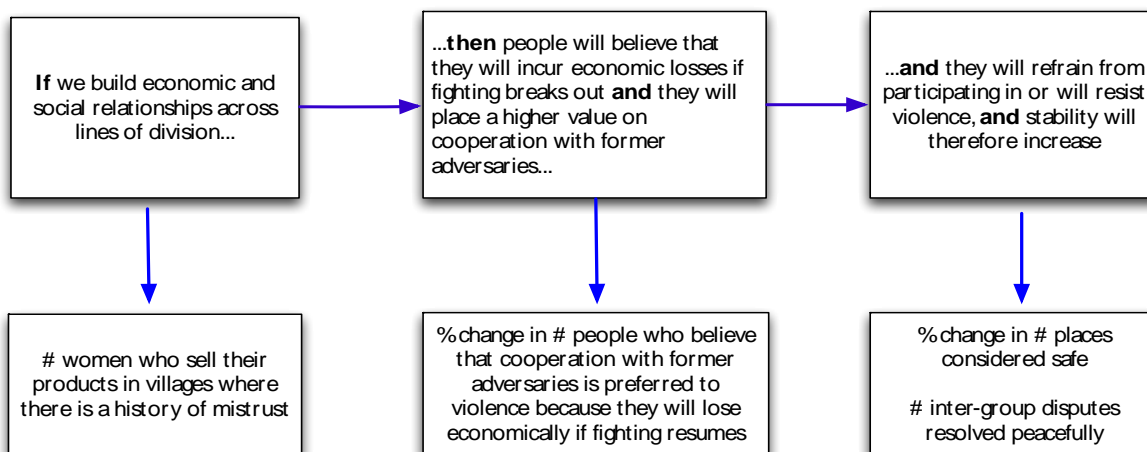 If we build economic and
social relationships across
lines of division...
...then people will believe that
they will incur economic losses if
fighting breaks out and they will
place a higher value on
cooperation with former
adversaries...
...and they will refrain from
participating in or will resist
violence, and stability will
therefore increase
# women who sell their
products in villages where
there is a history of mistrust
% change in # people who believe
that cooperation with former
adversaries is preferred to
violence because they will lose
economically if fighting resumes
% change in # places
considered safe
# inter-group disputes
resolved peacefully